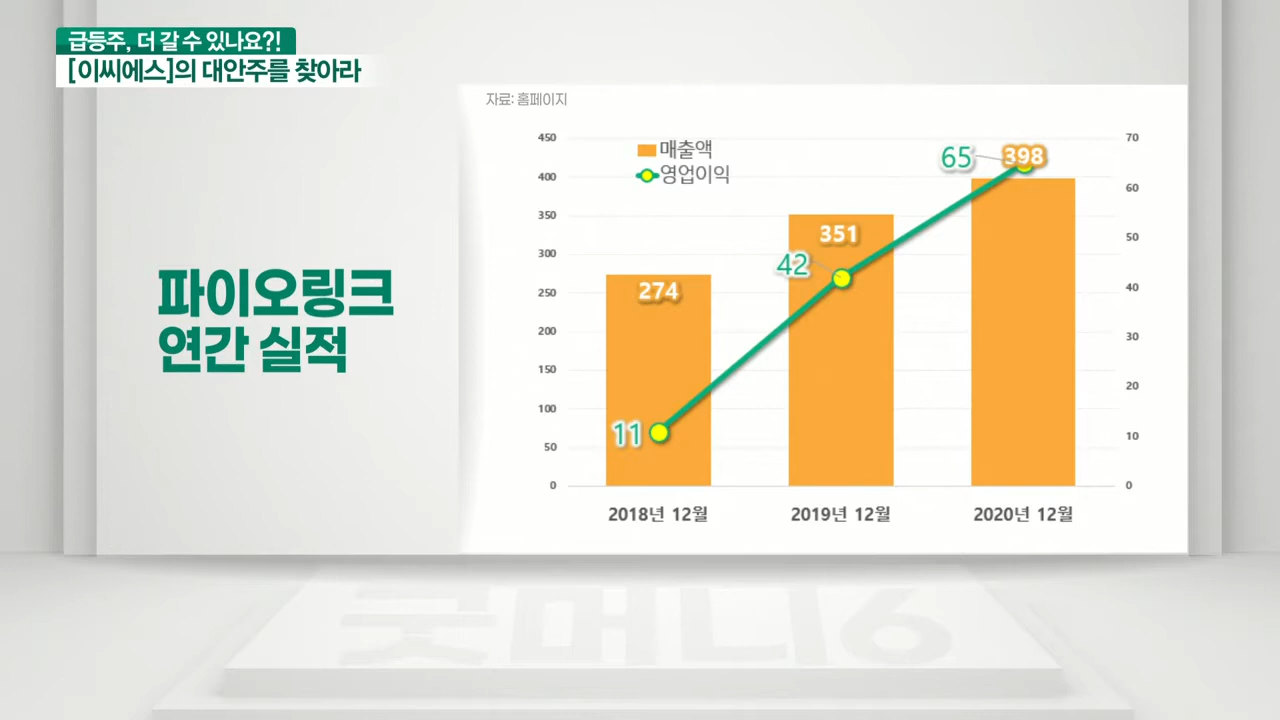 급등주, 더 갈 수 있나요?!
[이씨에스]의 대안주를 찾아라
자료: 홈페이지
파이오링크
연간 실적
매출액
영업이익
450
400
350
300
250
200
150
100
50
0
70
60
50
40
30
20
10
0
274
351
398
11
42
65
2018년 12월
2019년 12월
2020년 12월
굿머니6